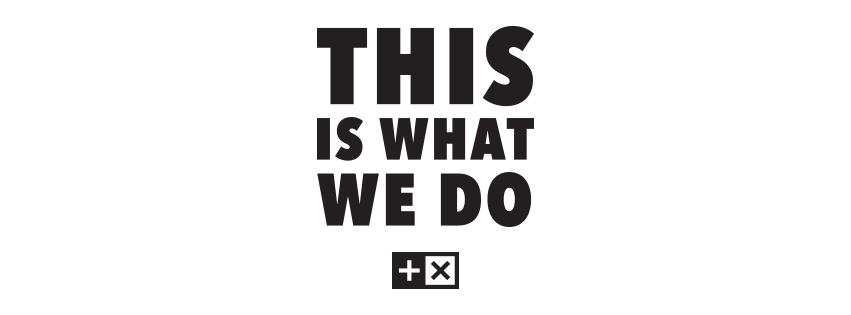 THIS
IS WHAT
WE DO
+×